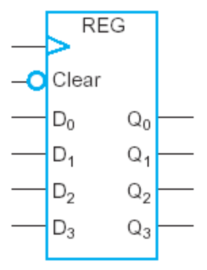 REG
Clear
D₀ Q₀
D₁ Q₁
D₂ Q₂
D₃ Q₃